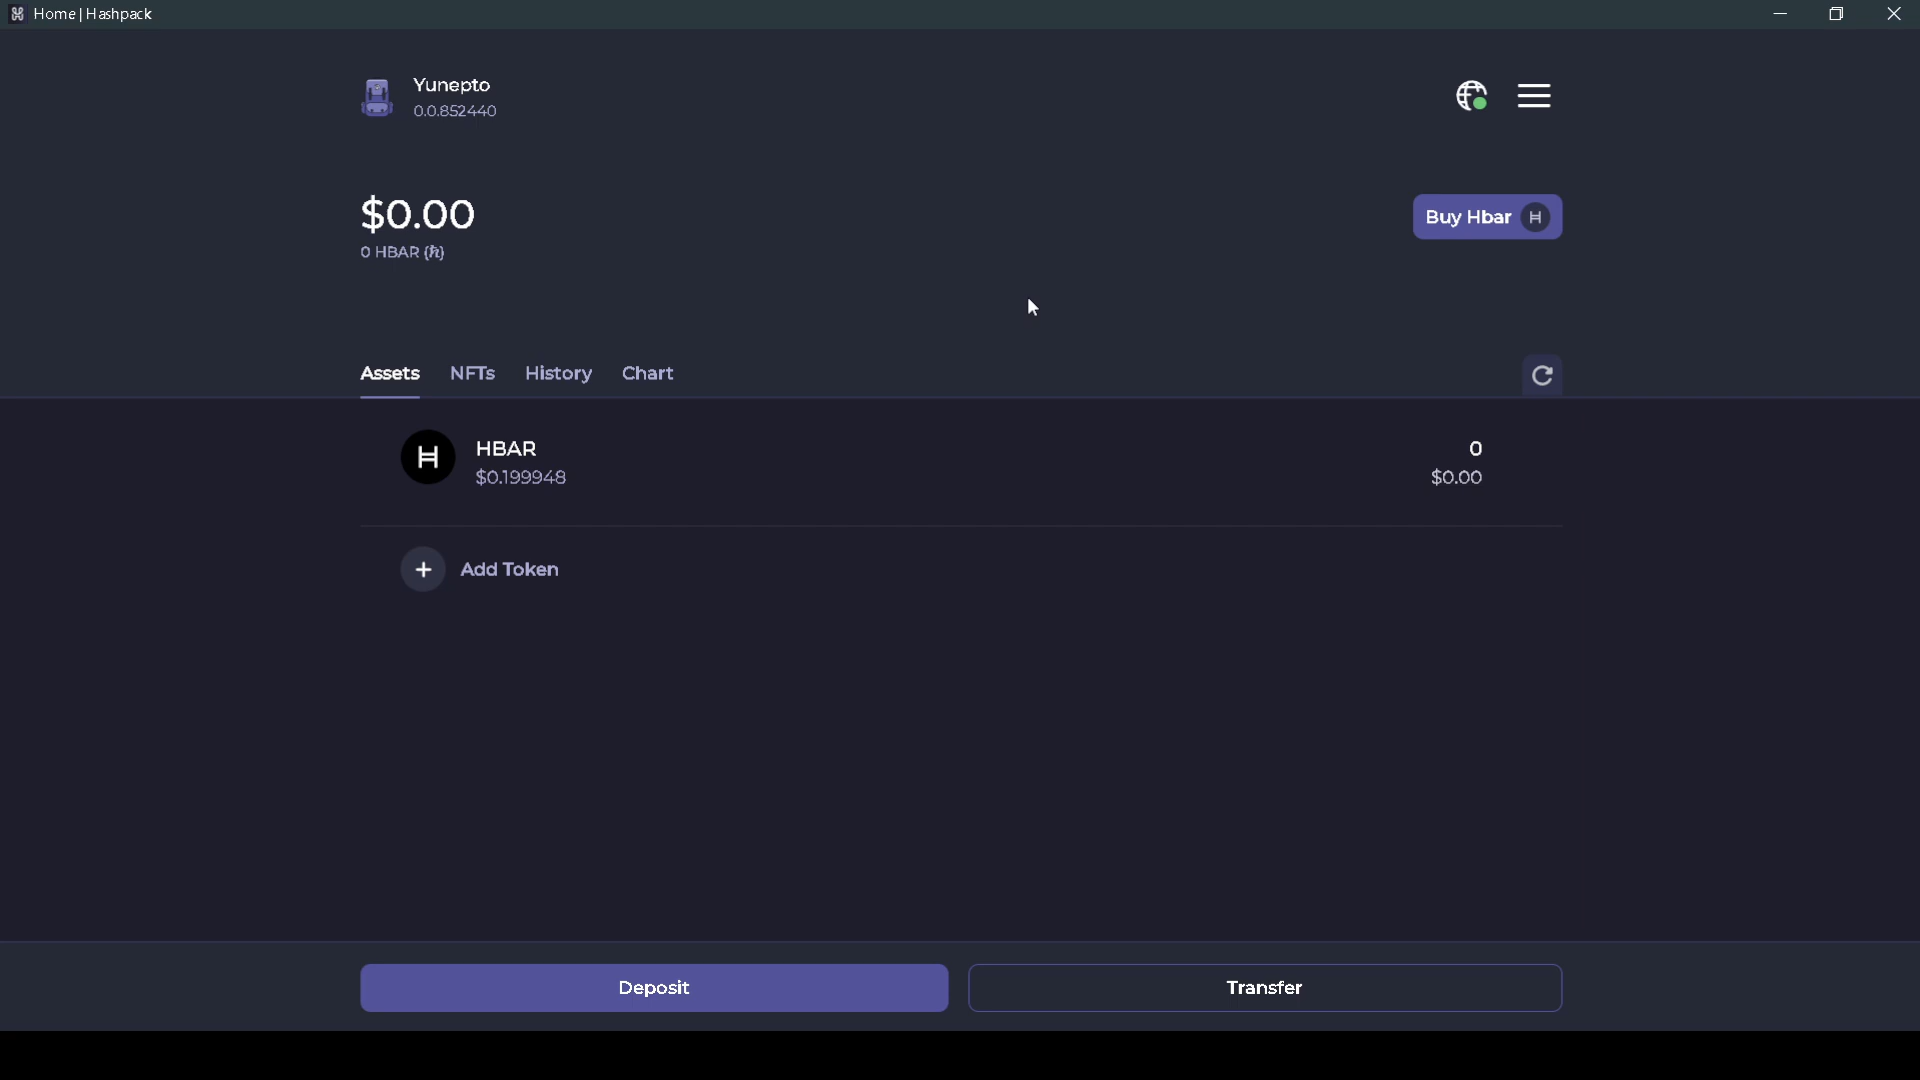 Home | Hashpack
Yunepto
0.0.852440
$0.00
0 HBAR (ℏ)
Buy Hbar
Assets NFTs History Chart
HBAR 0
$0.199948 $0.00
+ Add Token
Deposit Transfer